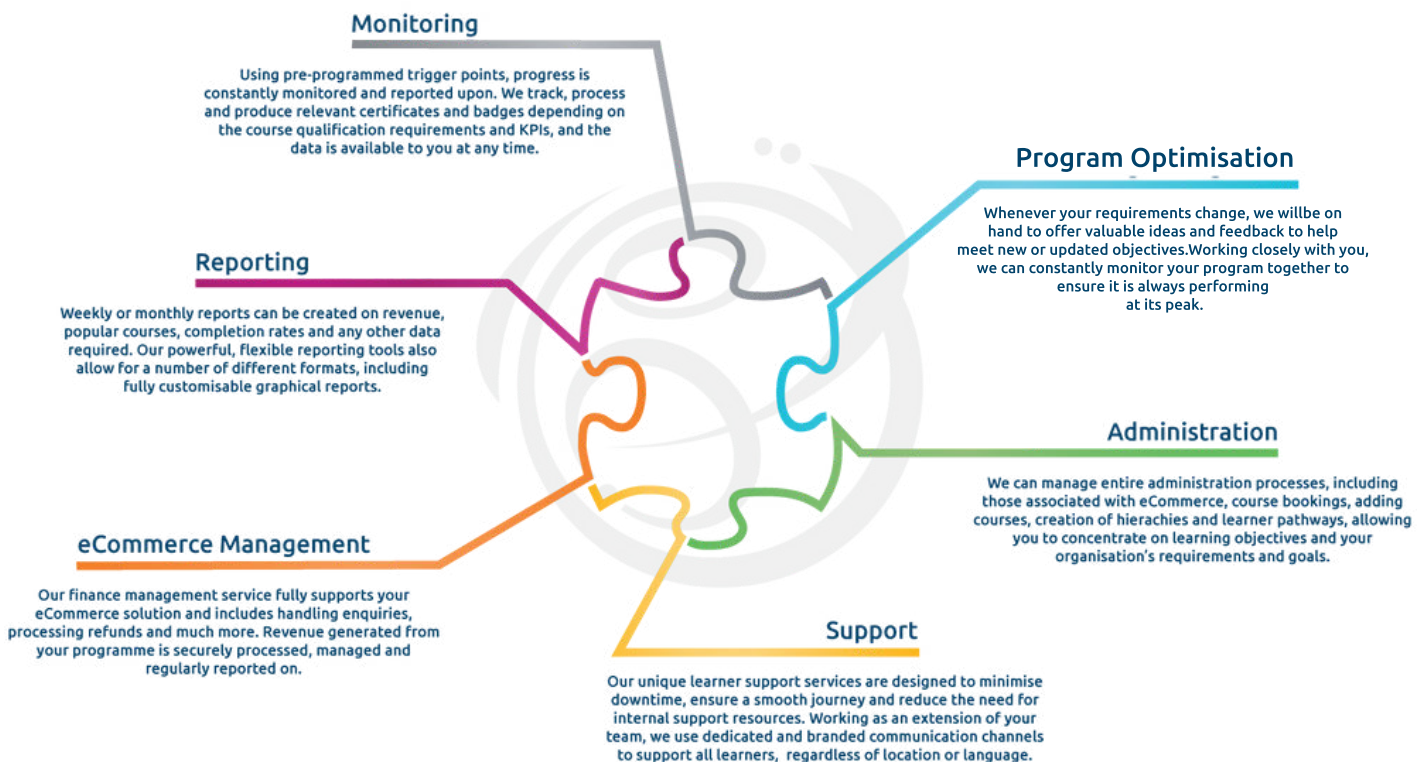 Monitoring
Using pre-programmed trigger points, progress is
constantly monitored and reported upon. We track, process
and produce relevant certificates and badges depending on
the course qualification requirements and KPIs, and the
data is available to you at any time.
Program Optimisation
Whenever your requirements change, we willbe on
hand to offer valuable ideas and feedback to help
meet new or updated objectives.Working closely with you,
we can constantly monitor your program together to
ensure it is always performing
at its peak.
Reporting
Weekly or monthly reports can be created on revenue,
popular courses, completion rates and any other data
required. Our powerful, flexible reporting tools also
allow for a number of different formats, including
fully customisable graphical reports.
Administration
We can manage entire administration processes, including
those associated with eCommerce, course bookings, adding
courses, creation of hierachies and learner pathways, allowing
you to concentrate on learning objectives and your
organisation's requirements and goals.
eCommerce Management
Our finance management service fully supports your
eCommerce solution and includes handling enquiries,
processing refunds and much more. Revenue generated from
your programme is securely processed, managed and
regularly reported on.
Support
Our unique learner support services are designed to minimise
downtime, ensure a smooth journey and reduce the need for
internal support resources. Working as an extension of your
team, we use dedicated and branded communication channels
to support all learners, regardless of location or language.